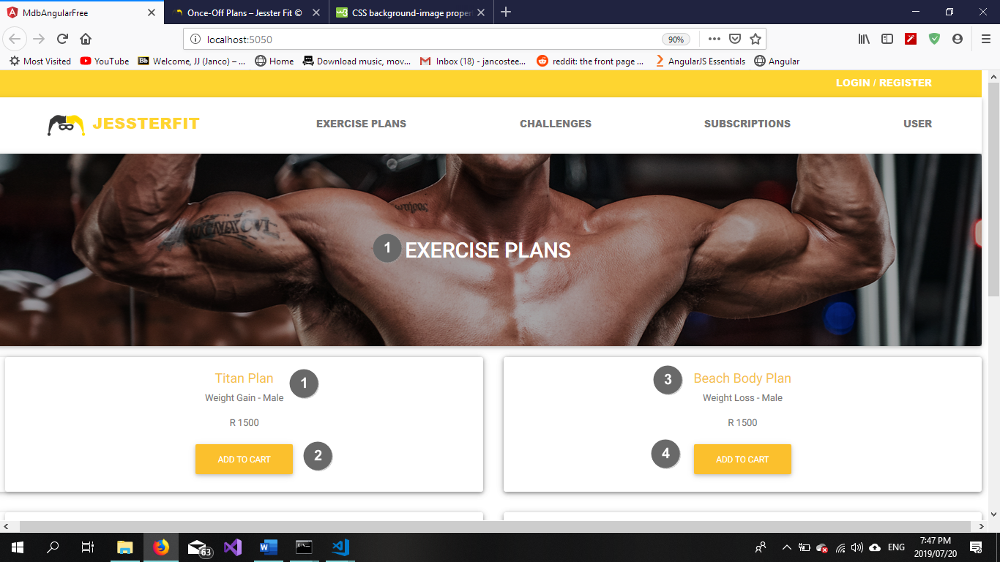 MdbAngularFree
Once-Off Plans – Jesster Fit ©
CSS background-image proper
localhost:5050
90%
Most Visited
YouTube
Bb
Welcome, JJ (Janco) – ...
Home
Download music, mov...
Inbox (18) - jancostee...
reddit: the front page ...
AngularJS Essentials
Angular
LOGIN / REGISTER
JESSTERFIT
EXERCISE PLANS
CHALLENGES
SUBSCRIPTIONS
USER
1 EXERCISE PLANS
Titan Plan 1
Weight Gain - Male
R 1500
ADD TO CART 2
3 Beach Body Plan
Weight Loss - Male
R 1500
4 ADD TO CART
63
ENG
7:47 PM
2019/07/20